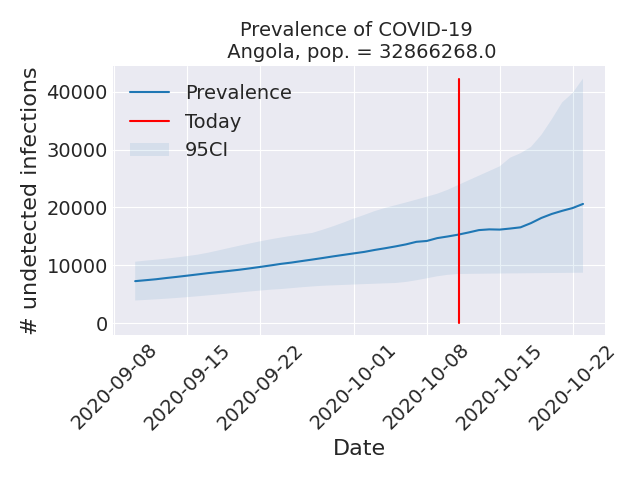 Prevalence of COVID-19
Angola, pop. = 32866268.0
# undetected infections
40000
30000
20000
10000
0
Prevalence
Today
95CI
2020-09-08
2020-09-15
2020-09-22
2020-10-01
2020-10-08
2020-10-15
2020-10-22
Date